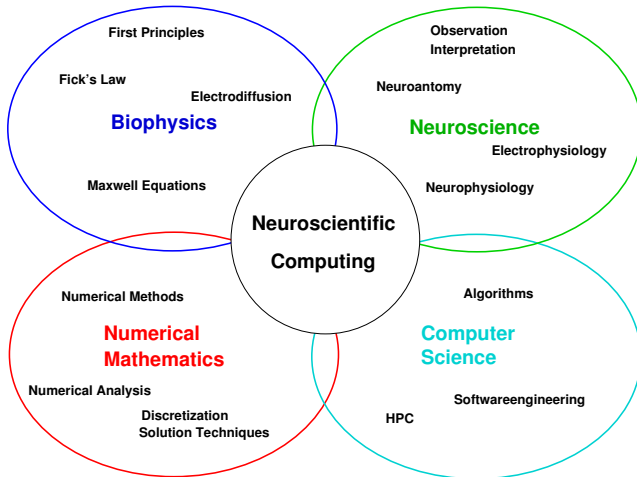 First Principles
Fick's Law
Electrodiffusion
Biophysics
Maxwell Equations
Observation
Interpretation
Neuroantomy
Neuroscience
Electrophysiology
Neurophysiology
Neuroscientific
Computing
Numerical Methods
Numerical
Mathematics
Numerical Analysis
Discretization
Solution Techniques
Algorithms
Computer
Science
Softwareengineering
HPC